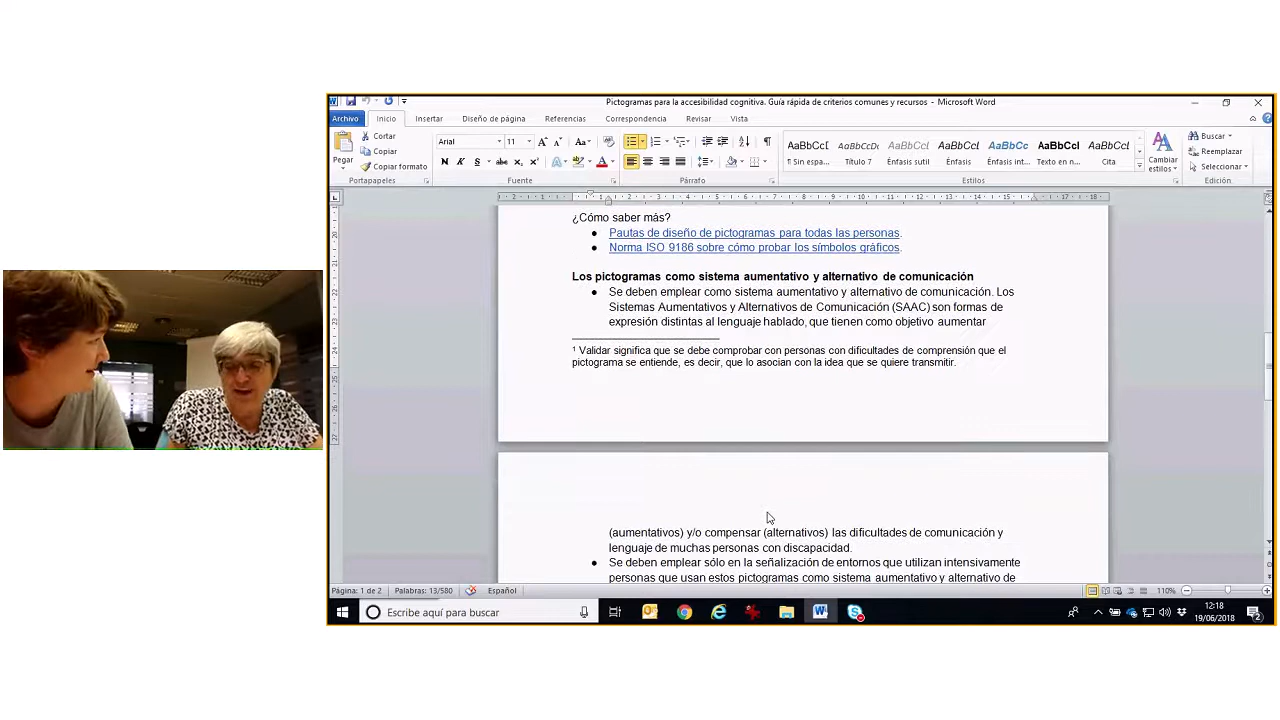 Pictogramas para la accesibilidad cognitiva. Guía rápida de criterios comunes y recursos - Microsoft Word
Archivo Inicio Insertar Diseño de página Referencias Correspondencia Revisar Vista
Cortar
Copiar
Copiar formato
Pegar
Portapapeles
Arial 11
N K S abc x₂ x²
Aa
Fuente
Párrafo
AaBbCcD AaBbCcDc AaBbCcl AaBbCcl AaBbCc AaBbCcl AaBbCcl
¶ Sin espa... Título 7 Énfasis sutil Énfasis Énfasis int... Texto en n... Cita
Cambiar estilos
Estilos
Buscar
Reemplazar
Seleccionar
Edición
¿Cómo saber más?
● Pautas de diseño de pictogramas para todas las personas.
● Norma ISO 9186 sobre cómo probar los símbolos gráficos.
Los pictogramas como sistema aumentativo y alternativo de comunicación
● Se deben emplear como sistema aumentativo y alternativo de comunicación. Los
Sistemas Aumentativos y Alternativos de Comunicación (SAAC) son formas de
expresión distintas al lenguaje hablado, que tienen como objetivo aumentar
¹ Validar significa que se debe comprobar con personas con dificultades de comprensión que el
pictograma se entiende, es decir, que lo asocian con la idea que se quiere transmitir.
(aumentativos) y/o compensar (alternativos) las dificultades de comunicación y
lenguaje de muchas personas con discapacidad.
● Se deben emplear sólo en la señalización de entornos que utilizan intensivamente
personas que usan estos pictogramas como sistema aumentativo y alternativo de
Página: 1 de 2 Palabras: 13/580 Español 110%
Escribe aquí para buscar
12:18
19/06/2018